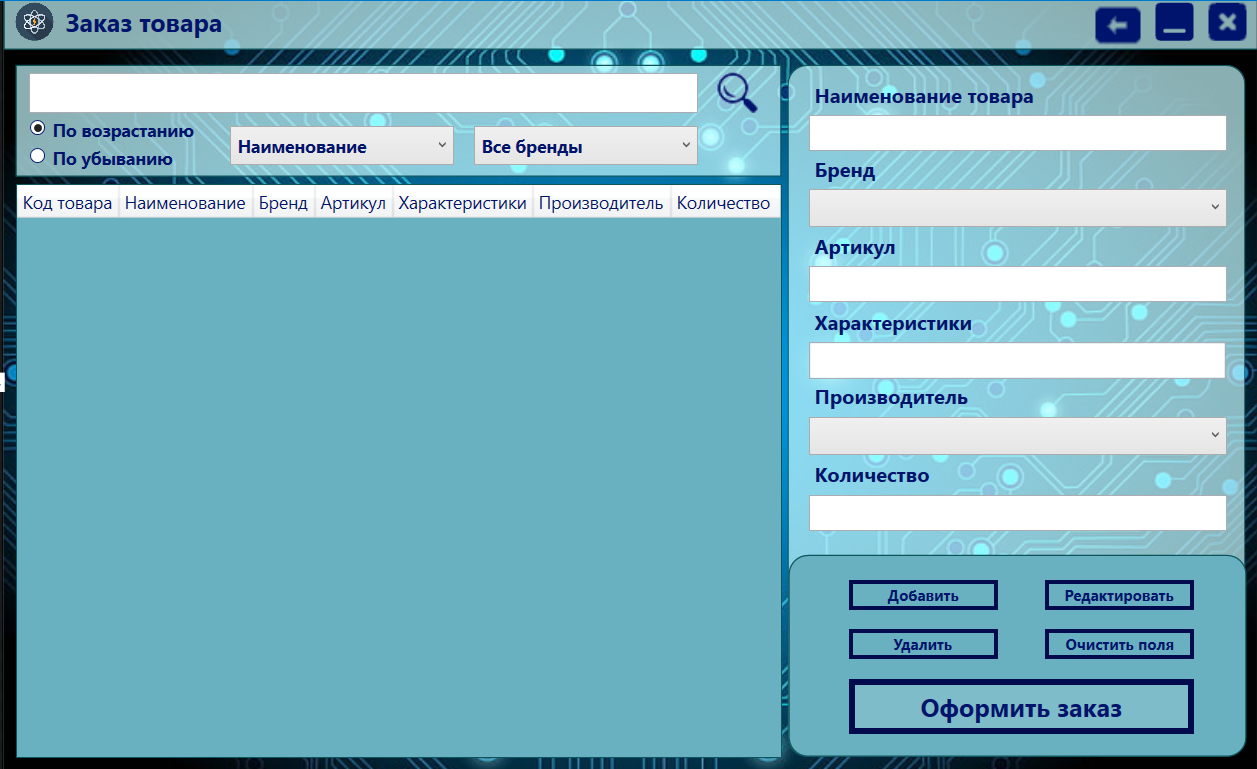 Заказ товара
По возрастанию
По убыванию
Наименование
Все бренды
Код товара Наименование Бренд Артикул Характеристики Производитель Количество
Наименование товара
Бренд
Артикул
Характеристики
Производитель
Количество
Добавить Редактировать
Удалить Очистить поля
Оформить заказ